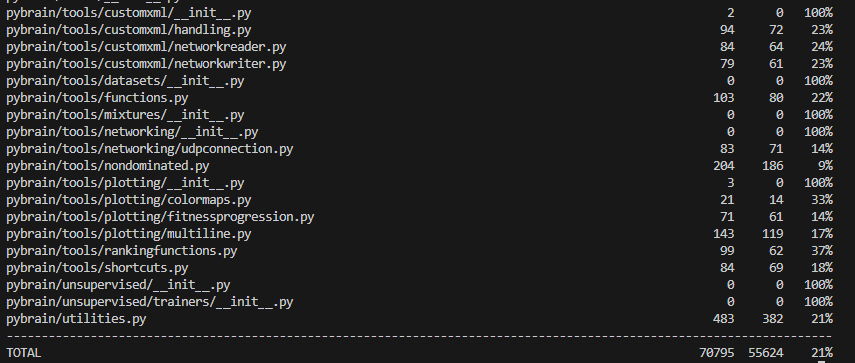 pybrain/tools/customxml/__init__.py 2 0 100%
pybrain/tools/customxml/handling.py 94 72 23%
pybrain/tools/customxml/networkreader.py 84 64 24%
pybrain/tools/customxml/networkwriter.py 79 61 23%
pybrain/tools/datasets/__init__.py 0 0 100%
pybrain/tools/functions.py 103 80 22%
pybrain/tools/mixtures/__init__.py 0 0 100%
pybrain/tools/networking/__init__.py 0 0 100%
pybrain/tools/networking/udpconnection.py 83 71 14%
pybrain/tools/nondominated.py 204 186 9%
pybrain/tools/plotting/__init__.py 3 0 100%
pybrain/tools/plotting/colormaps.py 21 14 33%
pybrain/tools/plotting/fitnessprogression.py 71 61 14%
pybrain/tools/plotting/multiline.py 143 119 17%
pybrain/tools/rankingfunctions.py 99 62 37%
pybrain/tools/shortcuts.py 84 69 18%
pybrain/unsupervised/__init__.py 0 0 100%
pybrain/unsupervised/trainers/__init__.py 0 0 100%
pybrain/utilities.py 483 382 21%
TOTAL 70795 55624 21%